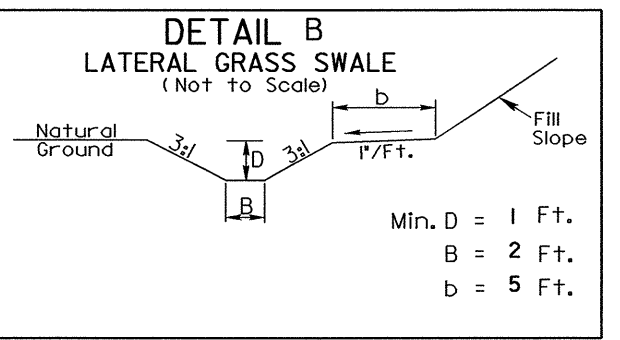 DETAIL B
LATERAL GRASS SWALE
(Not to Scale)
b
Natural
Ground
3:1
D
3:1
1"/Ft.
Fill
Slope
B
Min. D = 1 Ft.
B = 2 Ft.
b = 5 Ft.